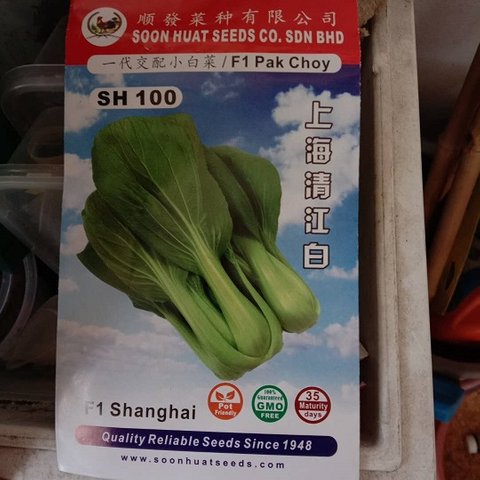 順發菜种有限公司
SOON HUAT SEEDS CO. SDN BHD
一代交配小白菜/F1 Pak Choy
SH 100
上海清江白
F1 Shanghai
Pot Friendly
100% Guaranteed
GMO
FREE
35
Maturity
days
Quality Reliable Seeds Since 1948
www.soonhuatseeds.com